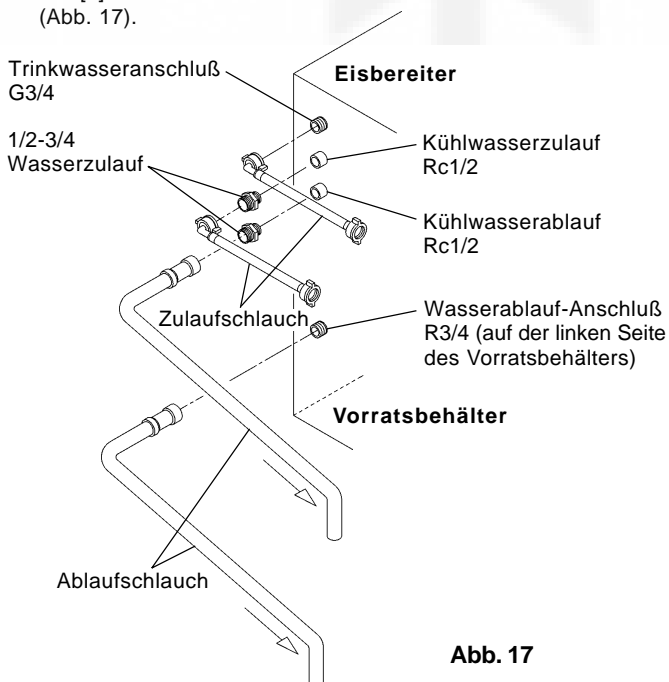 (Abb. 17).
Trinkwasseranschluß
G3/4
Eisbereiter
1/2-3/4
Wasserzulauf
Kühlwasserzulauf
Rc1/2
Kühlwasserablauf
Rc1/2
Zulaufschlauch
Wasserablauf-Anschluß
R3/4 (auf der linken Seite
des Vorratsbehälters)
Vorratsbehälter
Ablaufschlauch
Abb. 17